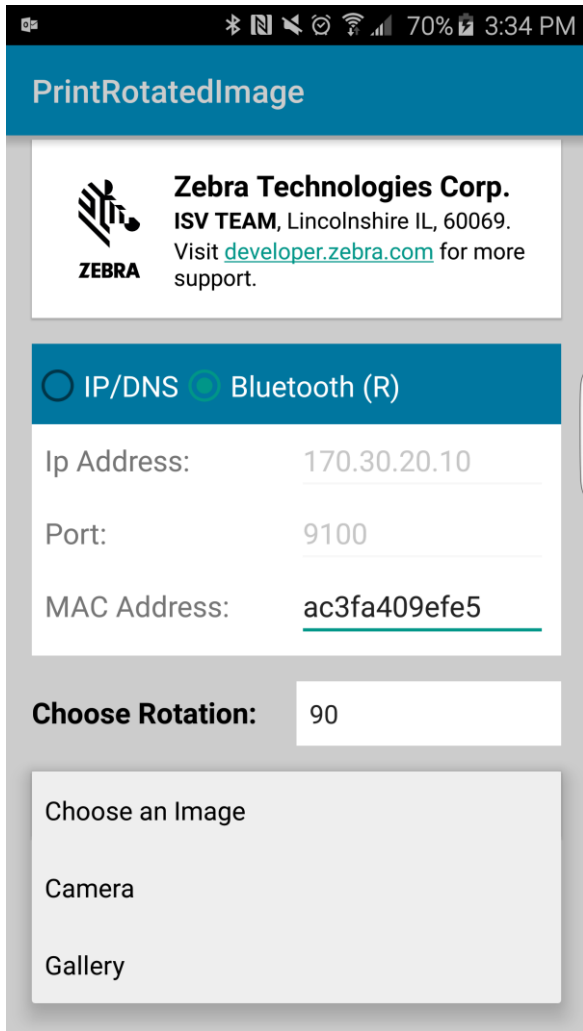 70% 3:34 PM
PrintRotatedImage
Zebra Technologies Corp.
ISV TEAM, Lincolnshire IL, 60069.
Visit developer.zebra.com for more
support.
ZEBRA
IP/DNS Bluetooth (R)
Ip Address: 170.30.20.10
Port: 9100
MAC Address: ac3fa409efe5
Choose Rotation: 90
Choose an Image
Camera
Gallery